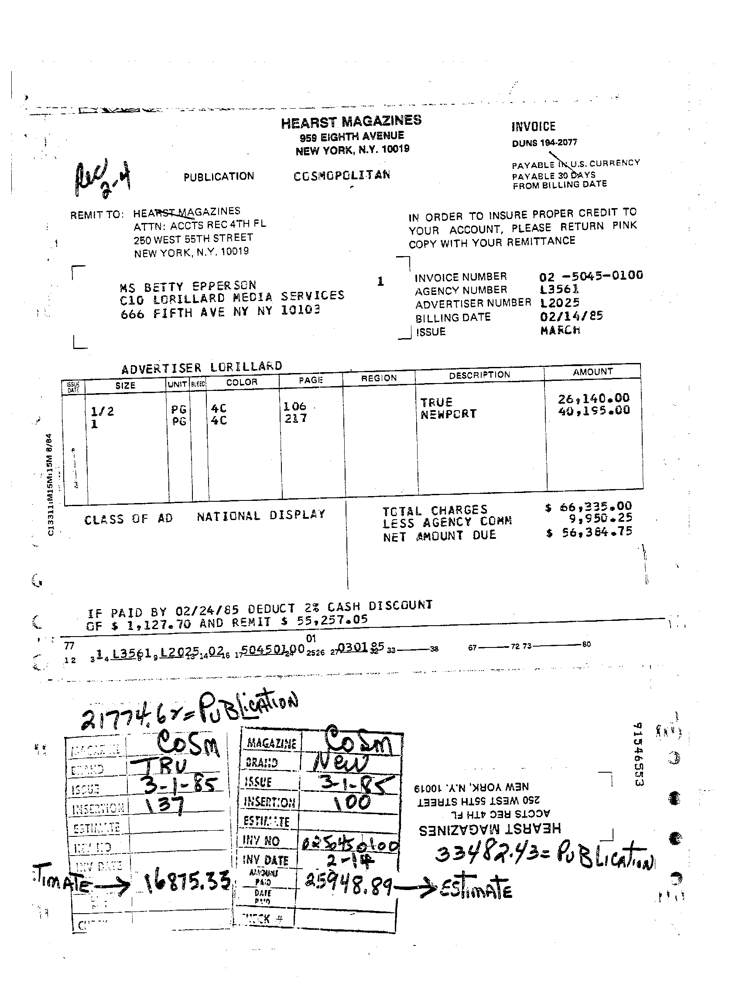 HEARST MAGAZINES
959 EIGHTH AVENUE
NEW YORK, N.Y. 10019
INVOICE
DUNS 194-2077
PAYABLE IN U.S. CURRENCY
PAYABLE 30 DAYS
FROM BILLING DATE
Rec'
2-4
PUBLICATION COSMOPOLITAN
REMIT TO: HEARST MAGAZINES
ATTN: ACCTS REC 4TH FL
250 WEST 55TH STREET
NEW YORK, N.Y. 10019
IN ORDER TO INSURE PROPER CREDIT TO
YOUR ACCOUNT, PLEASE RETURN PINK
COPY WITH YOUR REMITTANCE
MS BETTY EPPERSON 1
C10 LORILLARD MEDIA SERVICES
666 FIFTH AVE NY NY 10103
INVOICE NUMBER 02 -5045-0100
AGENCY NUMBER L3561
ADVERTISER NUMBER L2025
BILLING DATE 02/14/85
ISSUE MARCH
ADVERTISER LORILLARD
ISSUE DATE SIZE UNIT BLEED COLOR PAGE REGION DESCRIPTION AMOUNT
1/2 PG 4C 106 TRUE 26,140.00
1 PG 4C 217 NEWPORT 40,195.00
C13311:M15M:15M 8/84
CLASS OF AD NATIONAL DISPLAY
TOTAL CHARGES $ 66,335.00
LESS AGENCY COMM 9,950.25
NET AMOUNT DUE $ 56,384.75
IF PAID BY 02/24/85 DEDUCT 2% CASH DISCOUNT
OF $ 1,127.70 AND REMIT $ 55,257.05
77 01
12 314 L3561 9 L2025 14 02 16 17 50450100 2526 27 030185 33 38 67 72 73 80
21774.62 = PUBLICATION
MAGAZINE COSM
BRAND TRU
ISSUE 3-1-85
INSERTION 137
ESTIMATE
INV NO
INV DATE
TIMATE → 16875.33
MAGAZINE COSM
BRAND New
ISSUE 3-1-85
INSERTION 100
ESTIMATE
INV NO 0250450100
INV DATE 2-14
AMOUNT PAID 25948.89 → ESTIMATE
DATE PAID
CHECK #
HEARST MAGAZINES
ACCTS REC 4TH FL
250 WEST 55TH STREET
NEW YORK, N.Y. 10019
33482.43 = PUBLICATION
91546553